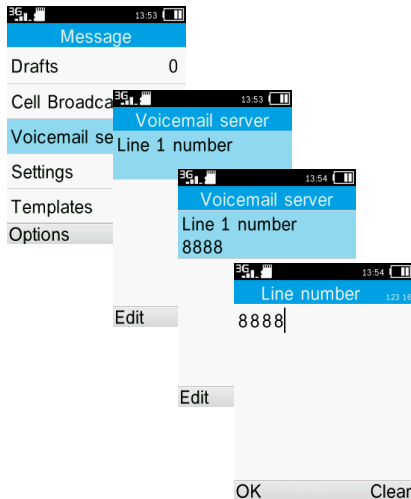 3G 13:53
Message
Drafts 0
Cell Broadca
Voicemail se
Settings
Templates
Options
3G 13:53
Voicemail server
Line 1 number
Edit
3G 13:54
Voicemail server
Line 1 number
8888
Edit
3G 13:54
Line number 123 16
8888
OK Clear